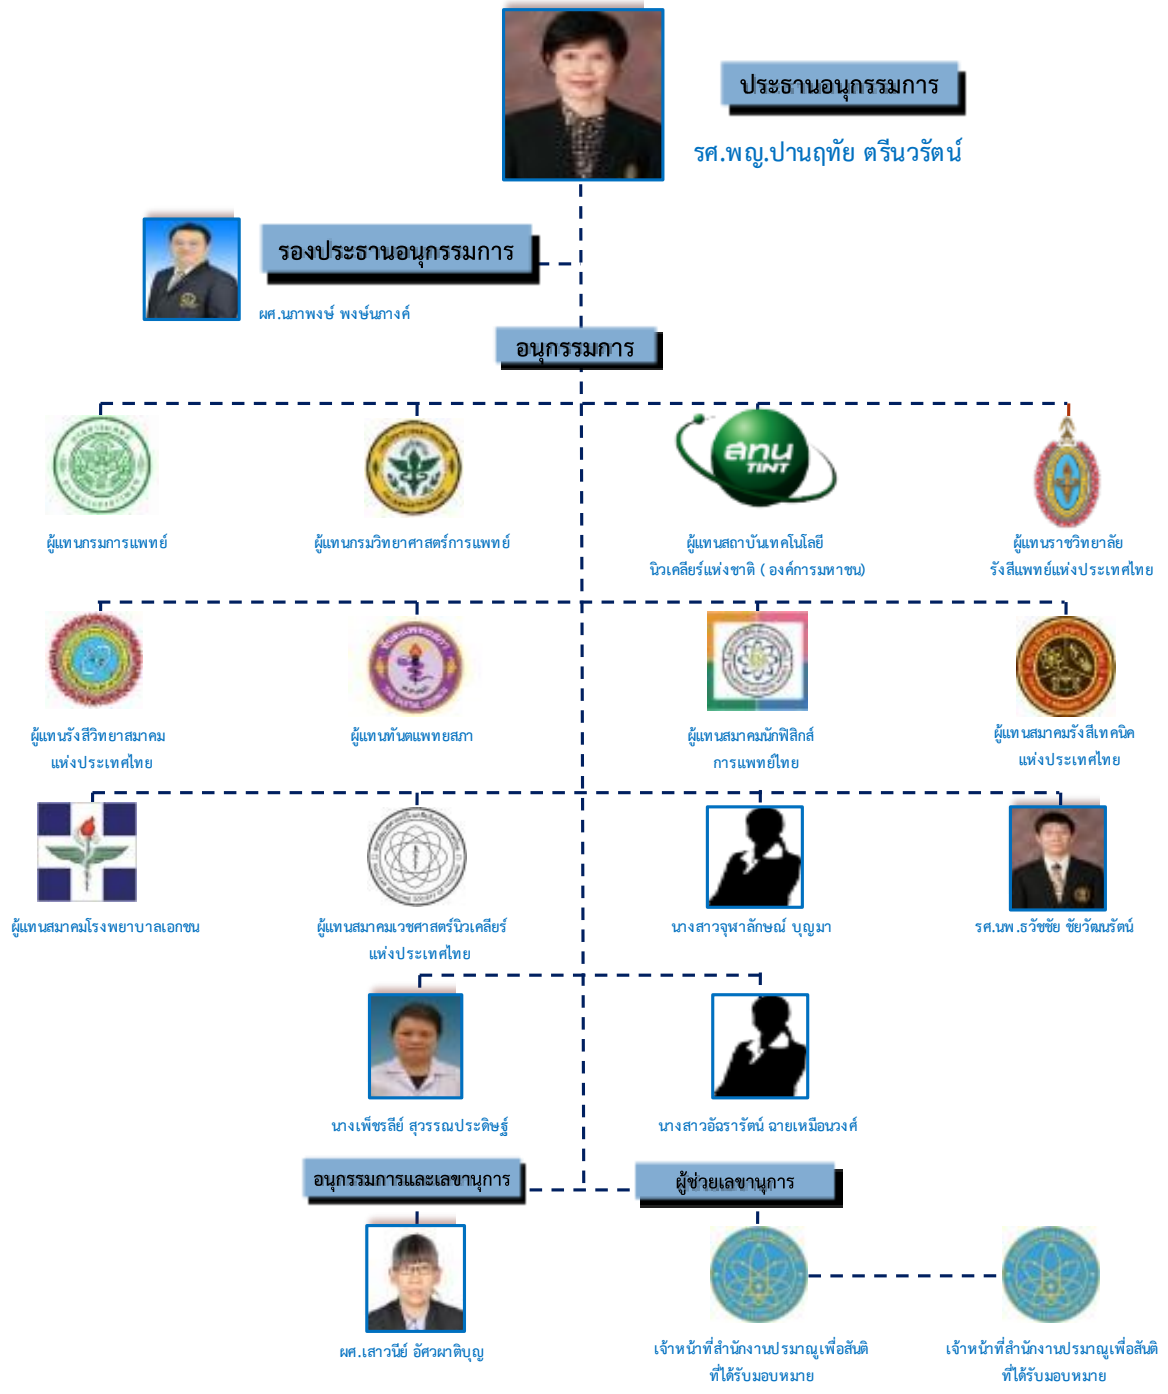 ประธานอนุกรรมการ
รศ.พญ.ปานฤทัย ตรีนวรัตน์
รองประธานอนุกรรมการ
ผศ.นภาพงษ์ พงษ์นภางค์
อนุกรรมการ
สทน
TINT
ผู้แทนกรมการแพทย์
ผู้แทนกรมวิทยาศาสตร์การแพทย์
ผู้แทนสถาบันเทคโนโลยี
นิวเคลียร์แห่งชาติ ( องค์การมหาชน)
ผู้แทนราชวิทยาลัย
รังสีแพทย์แห่งประเทศไทย
ผู้แทนรังสีวิทยาสมาคม
แห่งประเทศไทย
ผู้แทนทันตแพทยสภา
ผู้แทนสมาคมนักฟิสิกส์
การแพทย์ไทย
ผู้แทนสมาคมรังสีเทคนิค
แห่งประเทศไทย
ผู้แทนสมาคมโรงพยาบาลเอกชน
ผู้แทนสมาคมเวชศาสตร์นิวเคลียร์
แห่งประเทศไทย
นางสาวจุฬาลักษณ์ บุญมา
รศ.นพ.ธวัชชัย ชัยวัฒนรัตน์
นางเพ็ชรลีย์ สุวรรณประดิษฐ์
นางสาวอัฉรารัตน์ ฉายเหมือนวงศ์
อนุกรรมการและเลขานุการ
ผู้ช่วยเลขานุการ
ผศ.เสาวนีย์ อัศวผาติบุญ
เจ้าหน้าที่สำนักงานปรมาณูเพื่อสันติ
ที่ได้รับมอบหมาย
เจ้าหน้าที่สำนักงานปรมาณูเพื่อสันติ
ที่ได้รับมอบหมาย